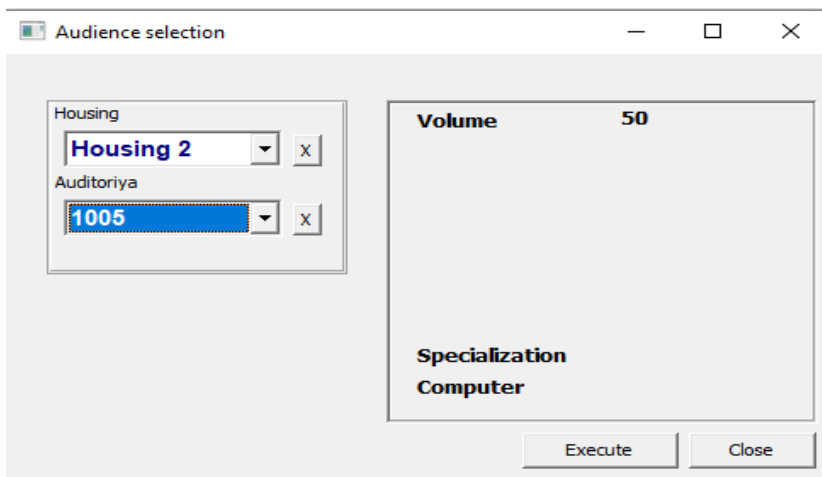 Audience selection
Housing
Housing 2
x
Auditoriya
1005
x
Volume 50
Specialization
Computer
Execute Close